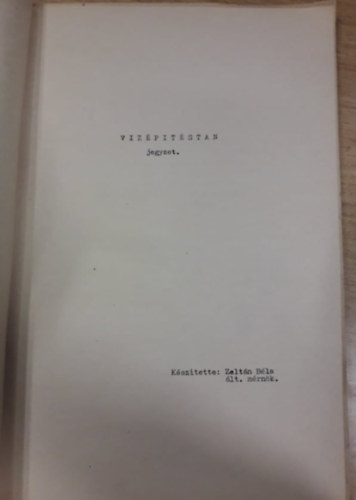 VIZÉPITÉSTAN
jegyzet.
Készitette: Zoltán Béla
ált. mérnök.